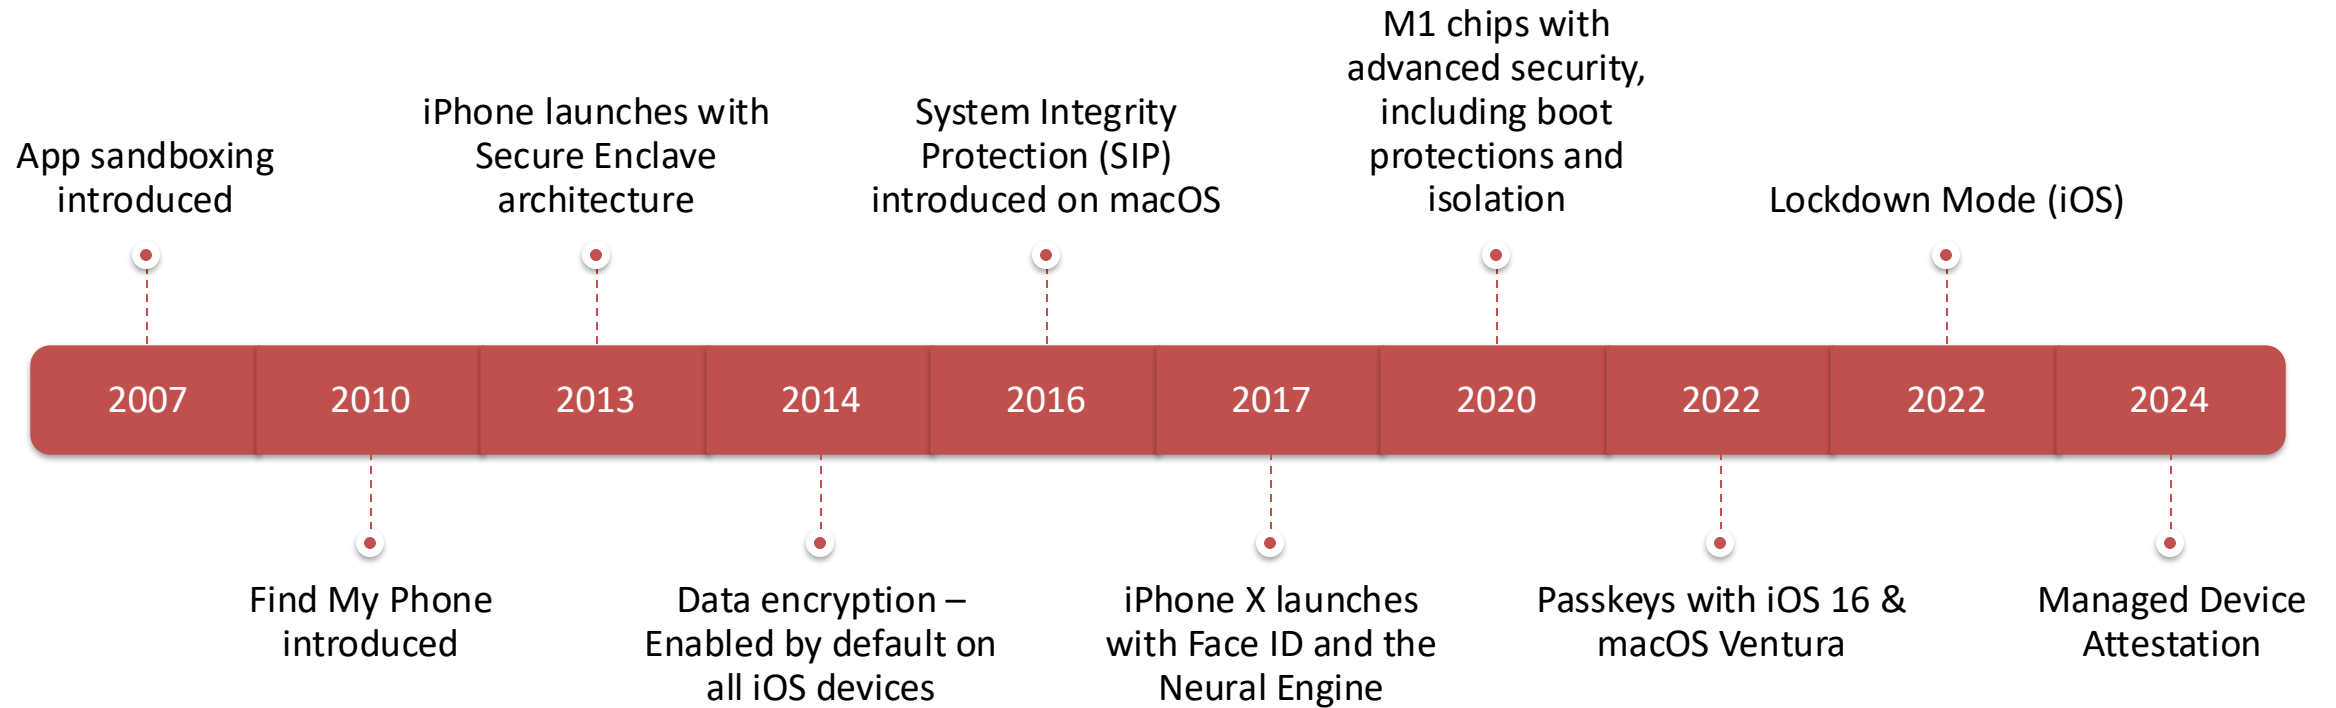 App sandboxing
introduced
iPhone launches with
Secure Enclave
architecture
System Integrity
Protection (SIP)
introduced on macOS
M1 chips with
advanced security,
including boot
protections and
isolation
Lockdown Mode (iOS)
2007
2010
2013
2014
2016
2017
2020
2022
2022
2024
Find My Phone
introduced
Data encryption –
Enabled by default on
all iOS devices
iPhone X launches
with Face ID and the
Neural Engine
Passkeys with iOS 16 &
macOS Ventura
Managed Device
Attestation